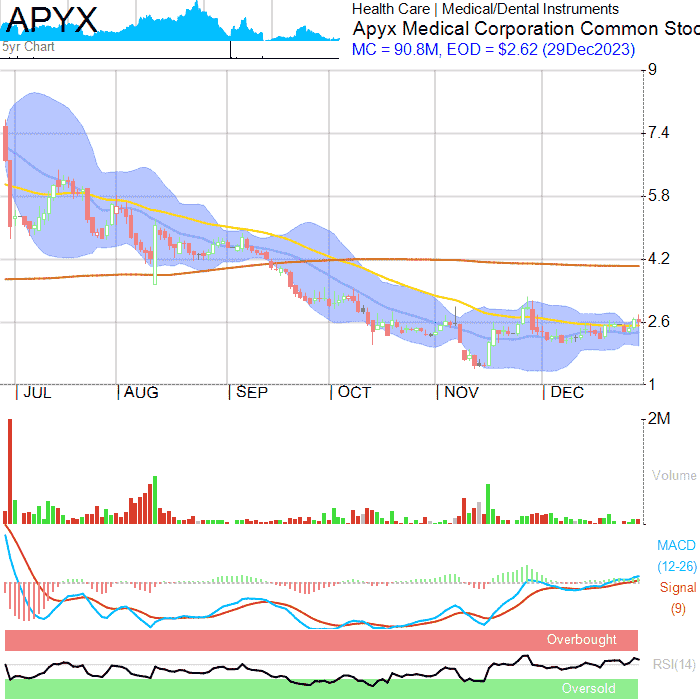 APYX
5yr Chart
Health Care | Medical/Dental Instruments
Apyx Medical Corporation Common Stoc
MC = 90.8M, EOD = $2.62 (29Dec2023)
9
7.4
5.8
4.2
2.6
1
JUL AUG SEP OCT NOV DEC
2M
Volume
MACD
(12-26)
Signal
(9)
Overbought
RSI(14)
Oversold